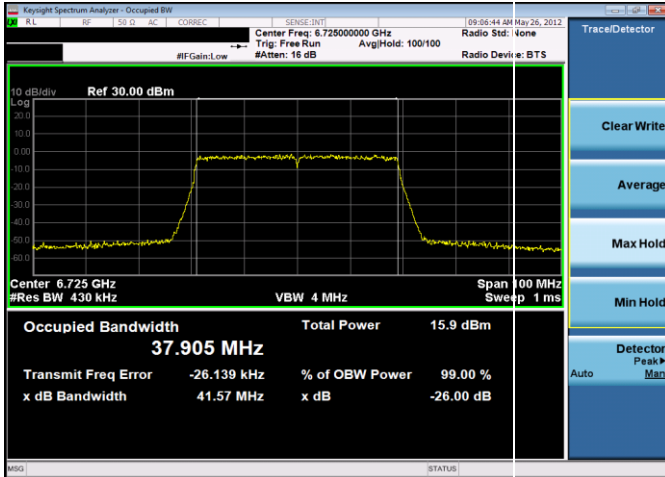 Keysight Spectrum Analyzer - Occupied BW
RL RF 50 Ω AC CORREC SENSE:INT 09:06:44 AM May 26, 2012
Center Freq: 6.725000000 GHz Radio Std: None
Trig: Free Run Avg|Hold: 100/100
#IFGain:Low #Atten: 16 dB Radio Device: BTS
Trace/Detector
10 dB/div Ref 30.00 dBm
Log
20.0
10.0
0.00
-10.0
-20.0
-30.0
-40.0
-50.0
-60.0
Center 6.725 GHz Span 100 MHz
#Res BW 430 kHz VBW 4 MHz Sweep 1 ms
Occupied Bandwidth Total Power 15.9 dBm
37.905 MHz
Transmit Freq Error -26.139 kHz % of OBW Power 99.00 %
x dB Bandwidth 41.57 MHz x dB -26.00 dB
Clear Write
Average
Max Hold
Min Hold
Detector
Peak▶
Auto Man
MSG STATUS